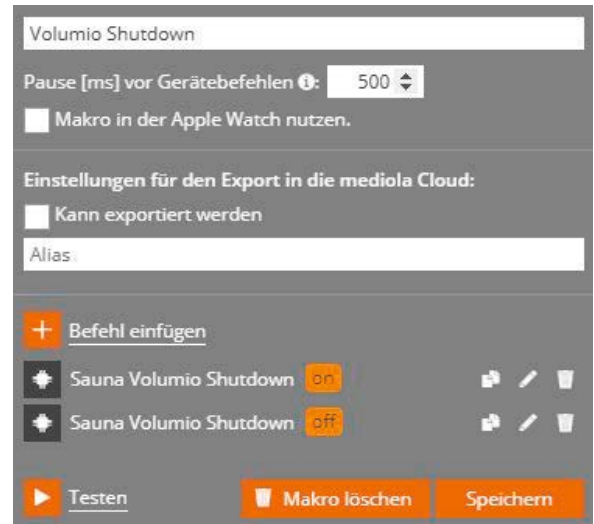 Volumio Shutdown
Pause [ms] vor Gerätebefehlen i: 500
Makro in der Apple Watch nutzen.
Einstellungen für den Export in die mediola Cloud:
Kann exportiert werden
Alias
Befehl einfügen
Sauna Volumio Shutdown on
Sauna Volumio Shutdown off
Testen Makro löschen Speichern